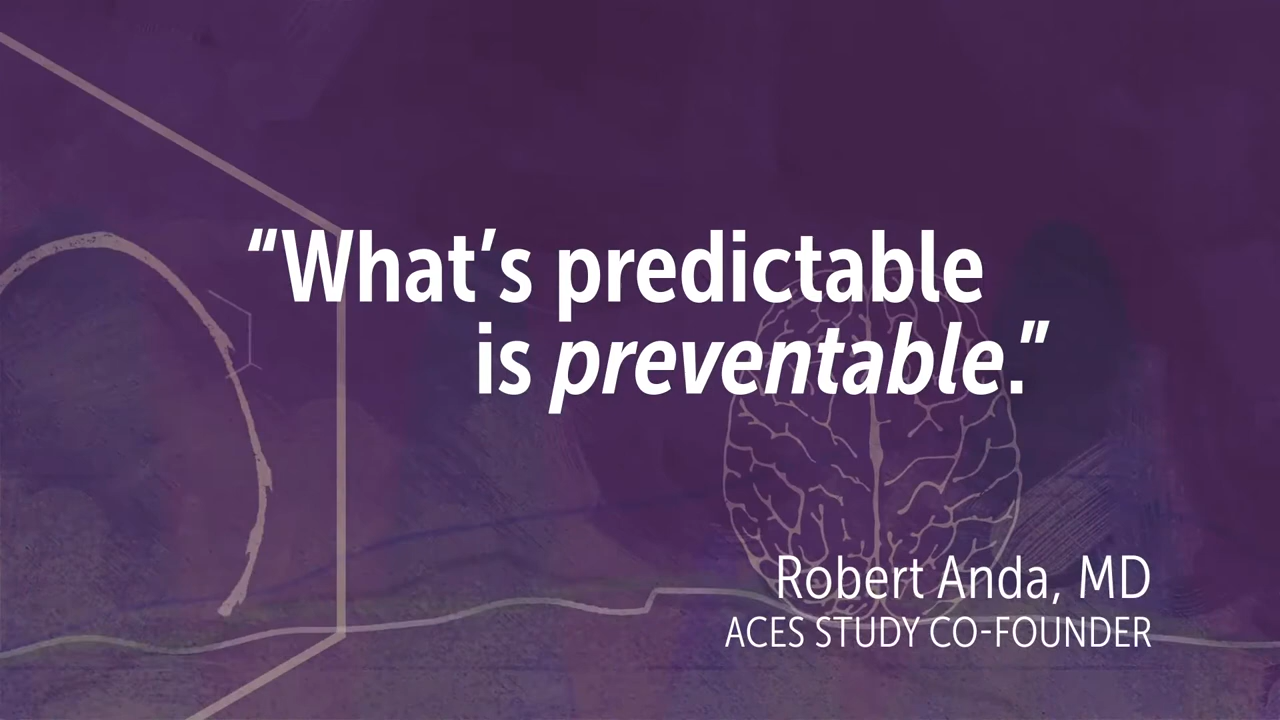 “What’s predictable
is preventable.”
Robert Anda, MD
ACES STUDY CO-FOUNDER